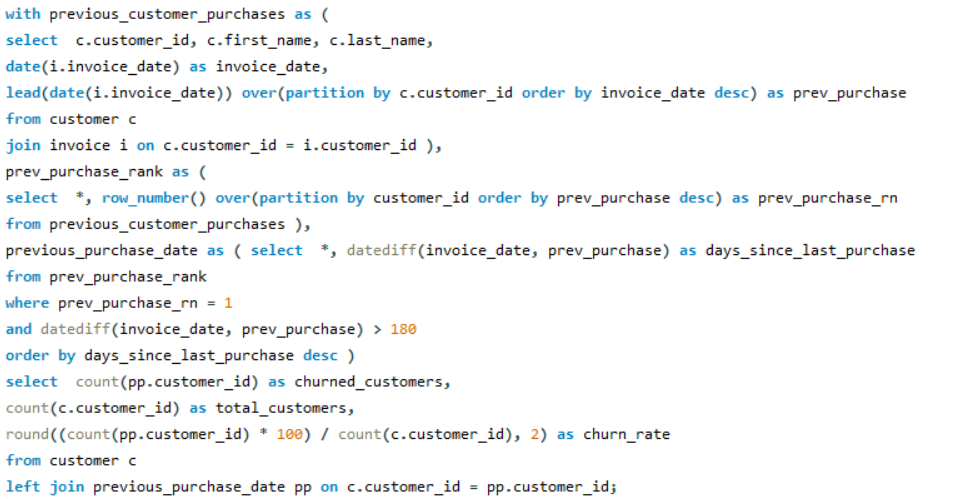 with previous_customer_purchases as (
select  c.customer_id, c.first_name, c.last_name,
date(i.invoice_date) as invoice_date,
lead(date(i.invoice_date)) over(partition by c.customer_id order by invoice_date desc) as prev_purchase
from customer c
join invoice i on c.customer_id = i.customer_id ),
prev_purchase_rank as (
select  *, row_number() over(partition by customer_id order by prev_purchase desc) as prev_purchase_rn
from previous_customer_purchases ),
previous_purchase_date as ( select  *, datediff(invoice_date, prev_purchase) as days_since_last_purchase
from prev_purchase_rank
where prev_purchase_rn = 1
and datediff(invoice_date, prev_purchase) > 180
order by days_since_last_purchase desc )
select  count(pp.customer_id) as churned_customers,
count(c.customer_id) as total_customers,
round((count(pp.customer_id) * 100) / count(c.customer_id), 2) as churn_rate
from customer c
left join previous_purchase_date pp on c.customer_id = pp.customer_id;